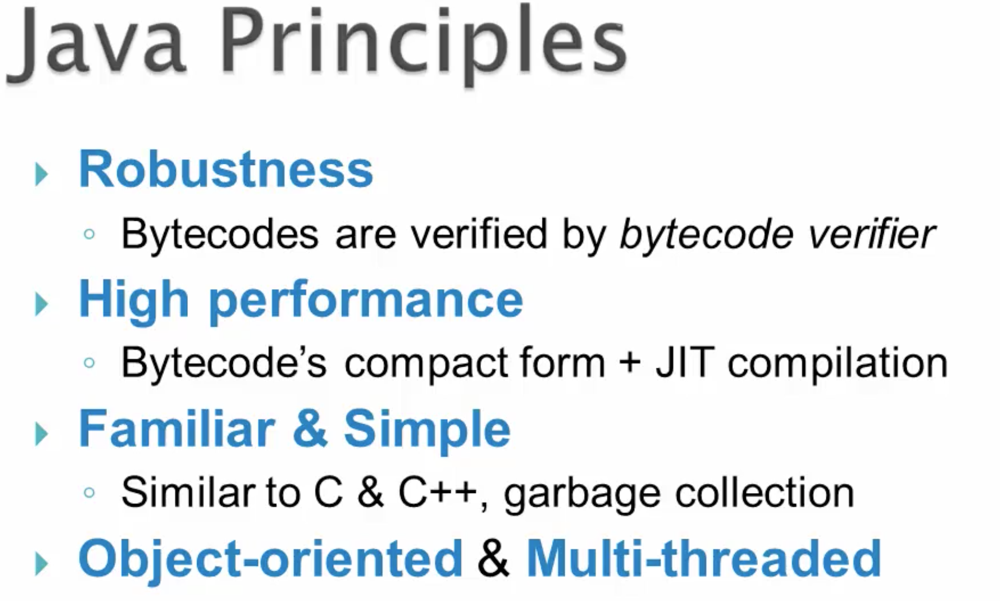 Java Principles
Robustness
Bytecodes are verified by bytecode verifier
High performance
Bytecode’s compact form + JIT compilation
Familiar & Simple
Similar to C & C++, garbage collection
Object-oriented & Multi-threaded